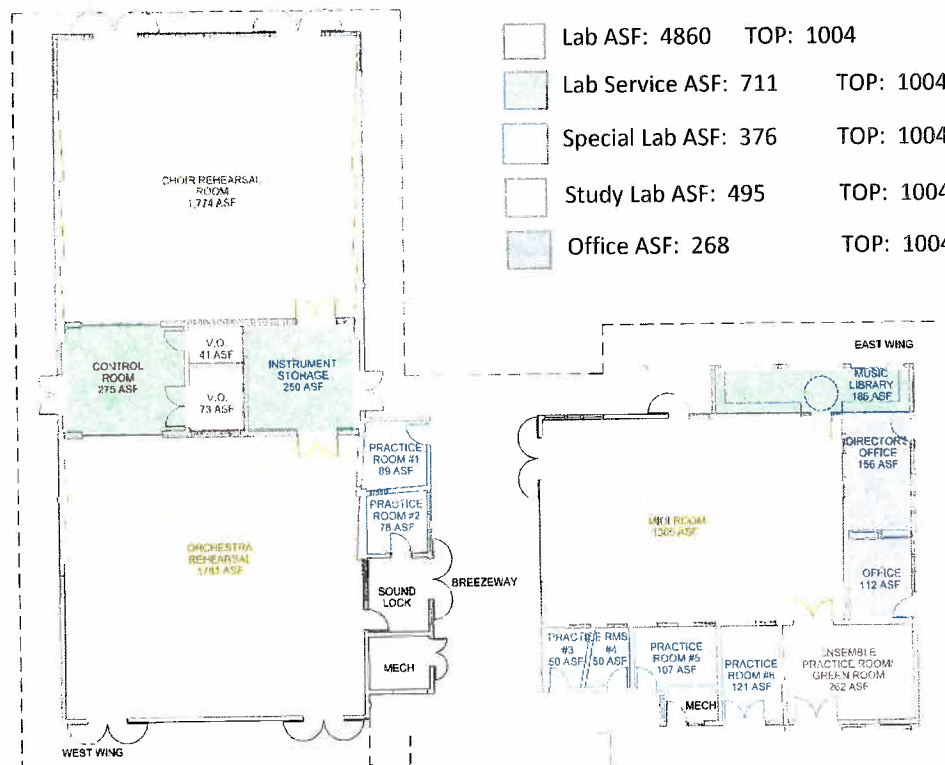 Lab ASF: 4860 TOP: 1004
Lab Service ASF: 711 TOP: 1004
Special Lab ASF: 376 TOP: 1004
Study Lab ASF: 495 TOP: 1004
Office ASF: 268 TOP: 1004
CHOIR REHEARSAL
ROOM
1,774 ASF
CONTROL
ROOM
275 ASF
V.O.
41 ASF
V.O.
73 ASF
INSTRUMENT
STORAGE
250 ASF
EAST WING
MUSIC
LIBRARY
186 ASF
PRACTICE
ROOM #1
89 ASF
PRACTICE
ROOM #2
78 ASF
DIRECTOR'S
OFFICE
156 ASF
MIDI ROOM
ASF
ORCHESTRA
REHEARSAL
ASF
SOUND
LOCK
BREEZEWAY
OFFICE
112 ASF
MECH
PRACTICE RMS
#3 #4
50 ASF 50 ASF
PRACTICE
ROOM #5
107 ASF
PRACTICE
ROOM #6
121 ASF
ENSEMBLE
PRACTICE ROOM/
GREEN ROOM
262 ASF
MECH
WEST WING